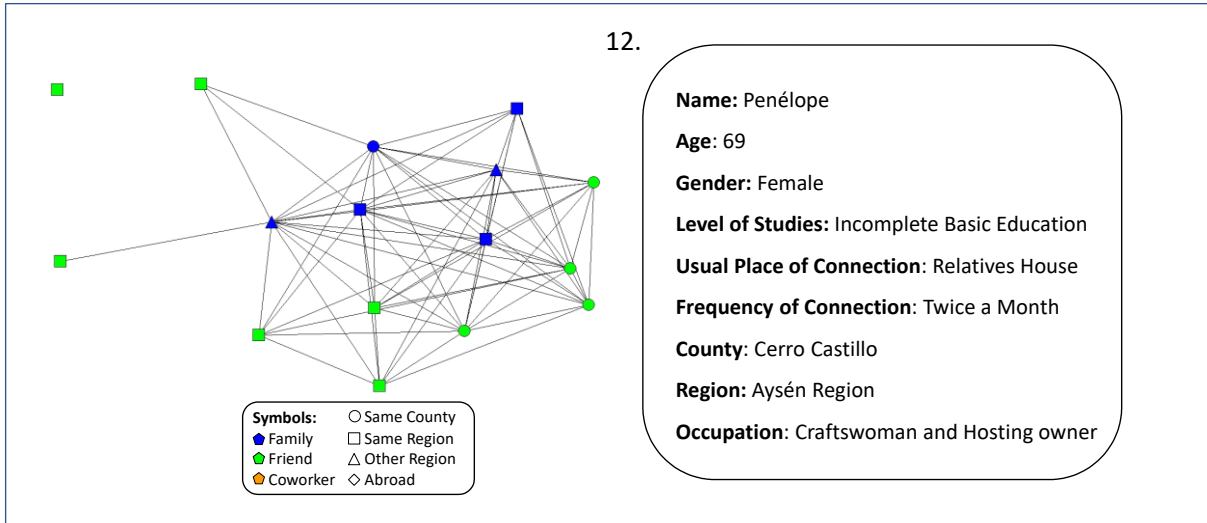 12.
Name: Penélope
Age: 69
Gender: Female
Level of Studies: Incomplete Basic Education
Usual Place of Connection: Relatives House
Frequency of Connection: Twice a Month
County: Cerro Castillo
Region: Aysén Region
Occupation: Craftswoman and Hosting owner
Symbols:
Family
Friend
Coworker
Same County
Same Region
Other Region
Abroad